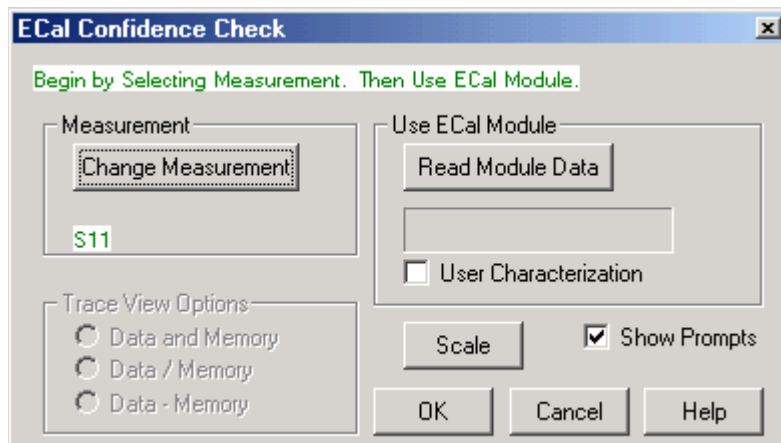 ECal Confidence Check
Begin by Selecting Measurement. Then Use ECal Module.
Measurement
Change Measurement
S11
Use ECal Module
Read Module Data
User Characterization
Trace View Options
Data and Memory
Data / Memory
Data - Memory
Scale
Show Prompts
OK
Cancel
Help